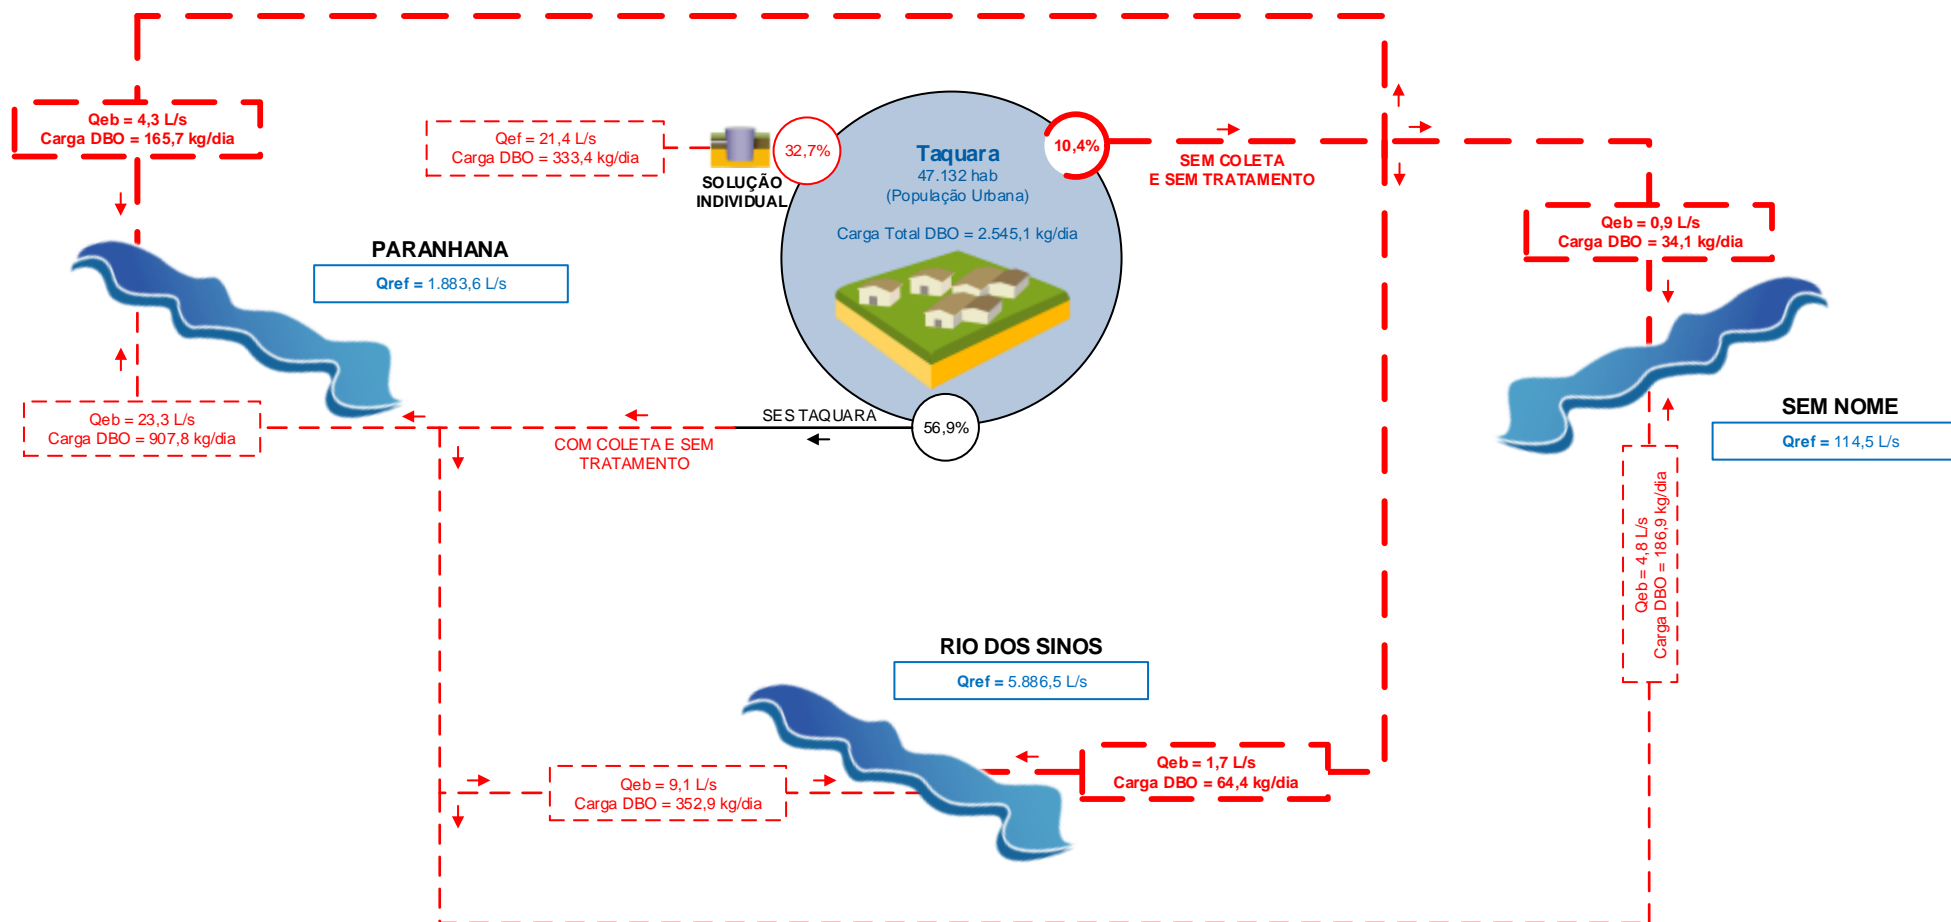 Qeb = 4,3 L/s
Carga DBO = 165,7 kg/dia
Qef = 21,4 L/s
Carga DBO = 333,4 kg/dia
SOLUÇÃO
INDIVIDUAL
32,7%
Taquara
47.132 hab
(População Urbana)
Carga Total DBO = 2.545,1 kg/dia
10,4%
SEM COLETA
E SEM TRATAMENTO
Qeb = 0,9 L/s
Carga DBO = 34,1 kg/dia
PARANHANA
Qref = 1.883,6 L/s
Qeb = 23,3 L/s
Carga DBO = 907,8 kg/dia
COM COLETA E SEM
TRATAMENTO
SES TAQUARA
56,9%
SEM NOME
Qref = 114,5 L/s
Qeb = 4,8 L/s
Carga DBO = 186,9 kg/dia
RIO DOS SINOS
Qref = 5.886,5 L/s
Qeb = 9,1 L/s
Carga DBO = 352,9 kg/dia
Qeb = 1,7 L/s
Carga DBO = 64,4 kg/dia